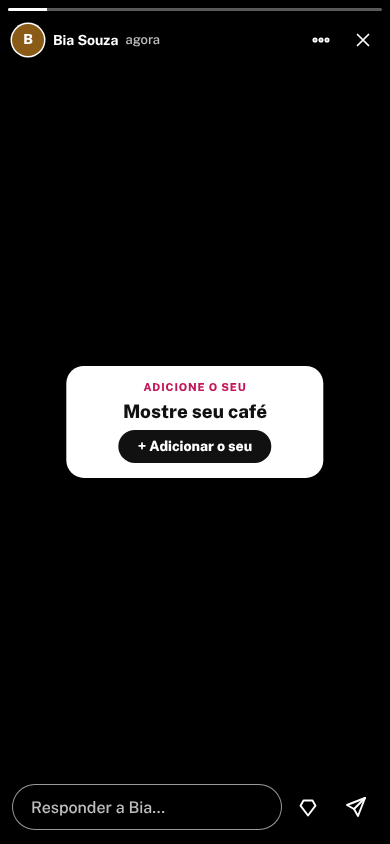 B
Bia Souza agora
ADICIONE O SEU
Mostre seu café
+ Adicionar o seu
Responder a Bia...